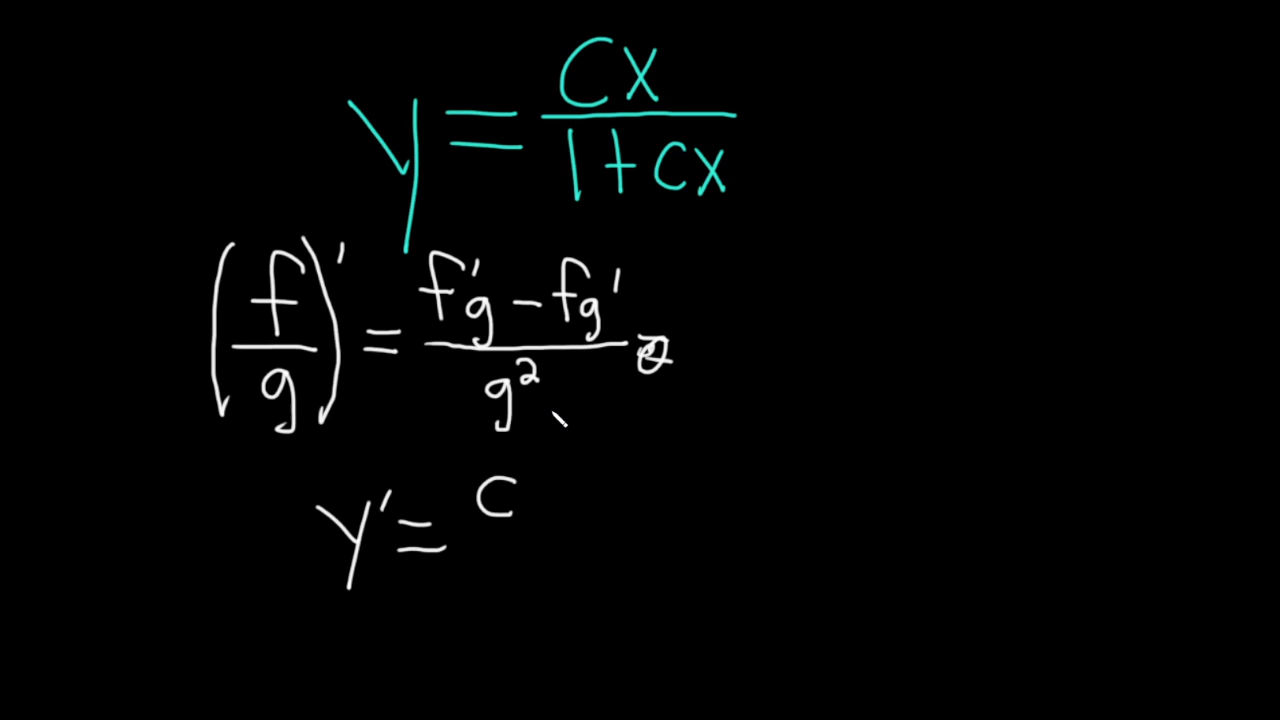 y = Cx / 1+cx
(f / g)' = f'g - fg' / g²
y' = C